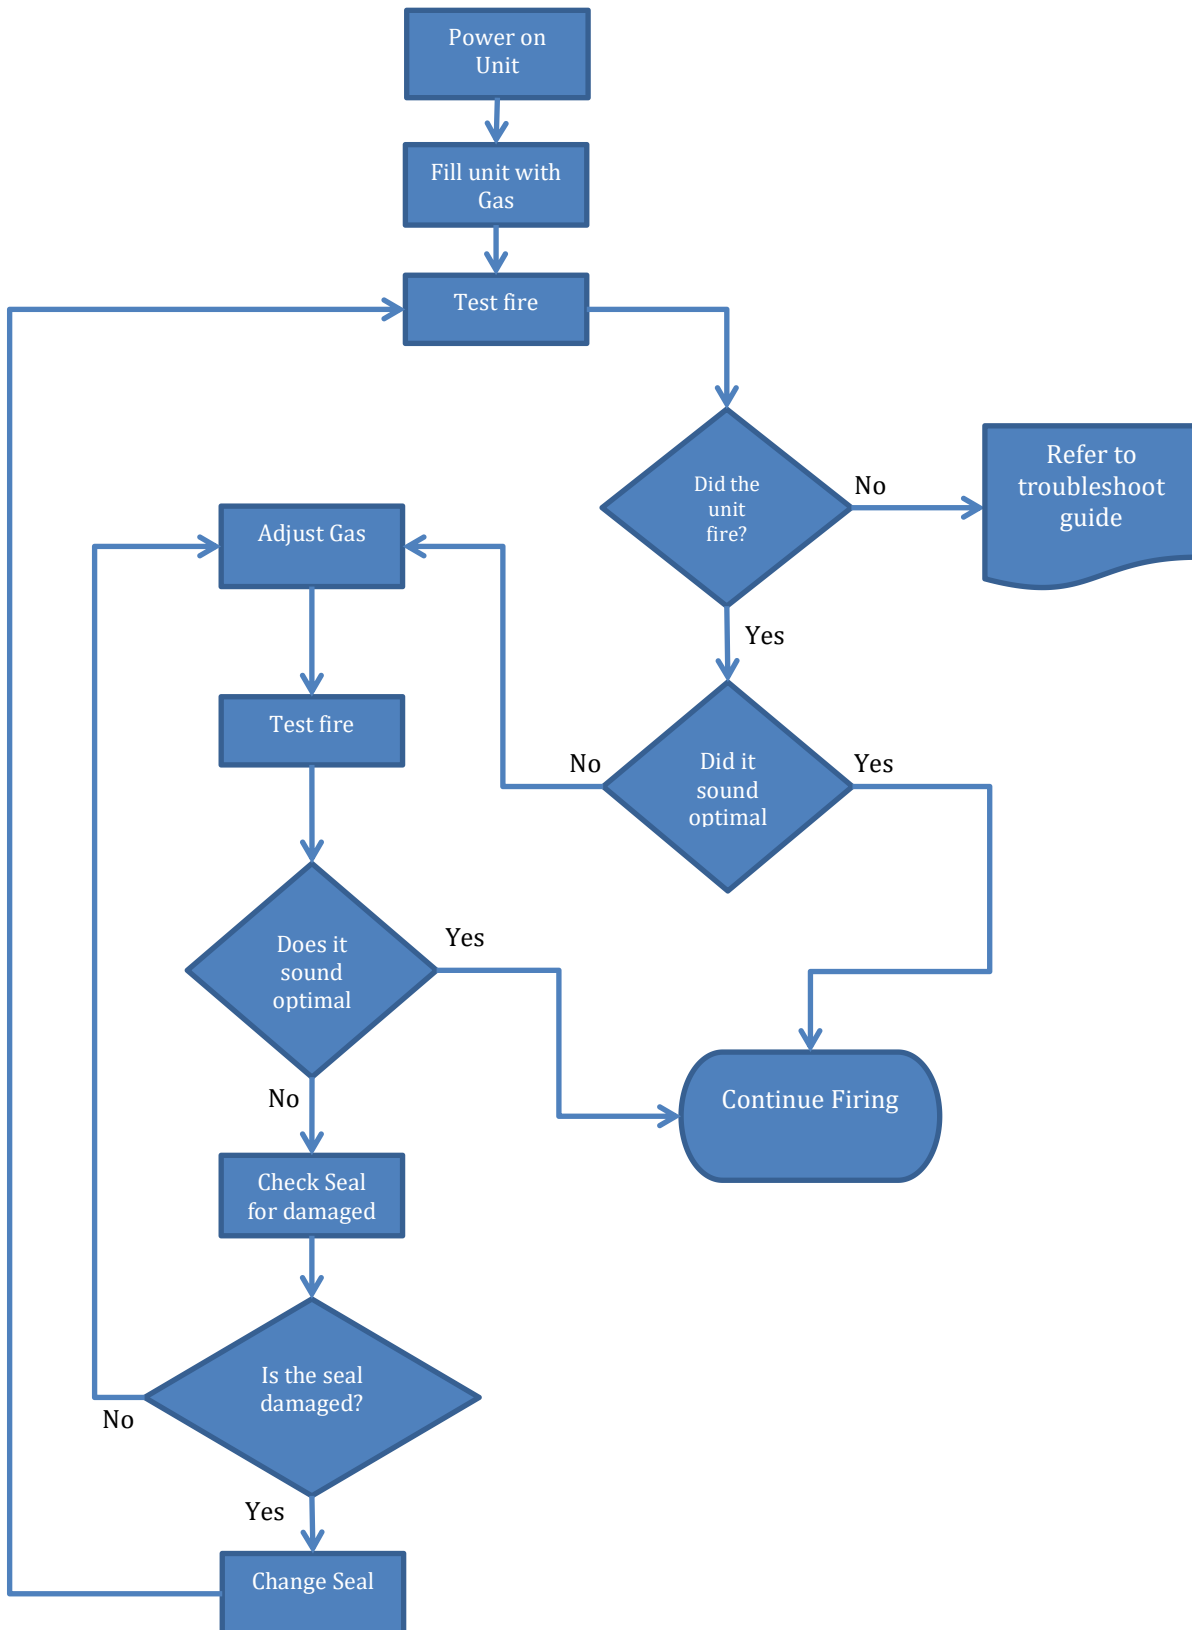 Power on
Unit
Fill unit with
Gas
Test fire
Did the
unit
fire?
No
Refer to
troubleshoot
guide
Yes
Adjust Gas
Test fire
No
Did it
sound
optimal
Yes
Does it
sound
optimal
Yes
No
Continue Firing
Check Seal
for damaged
Is the seal
damaged?
No
Yes
Change Seal